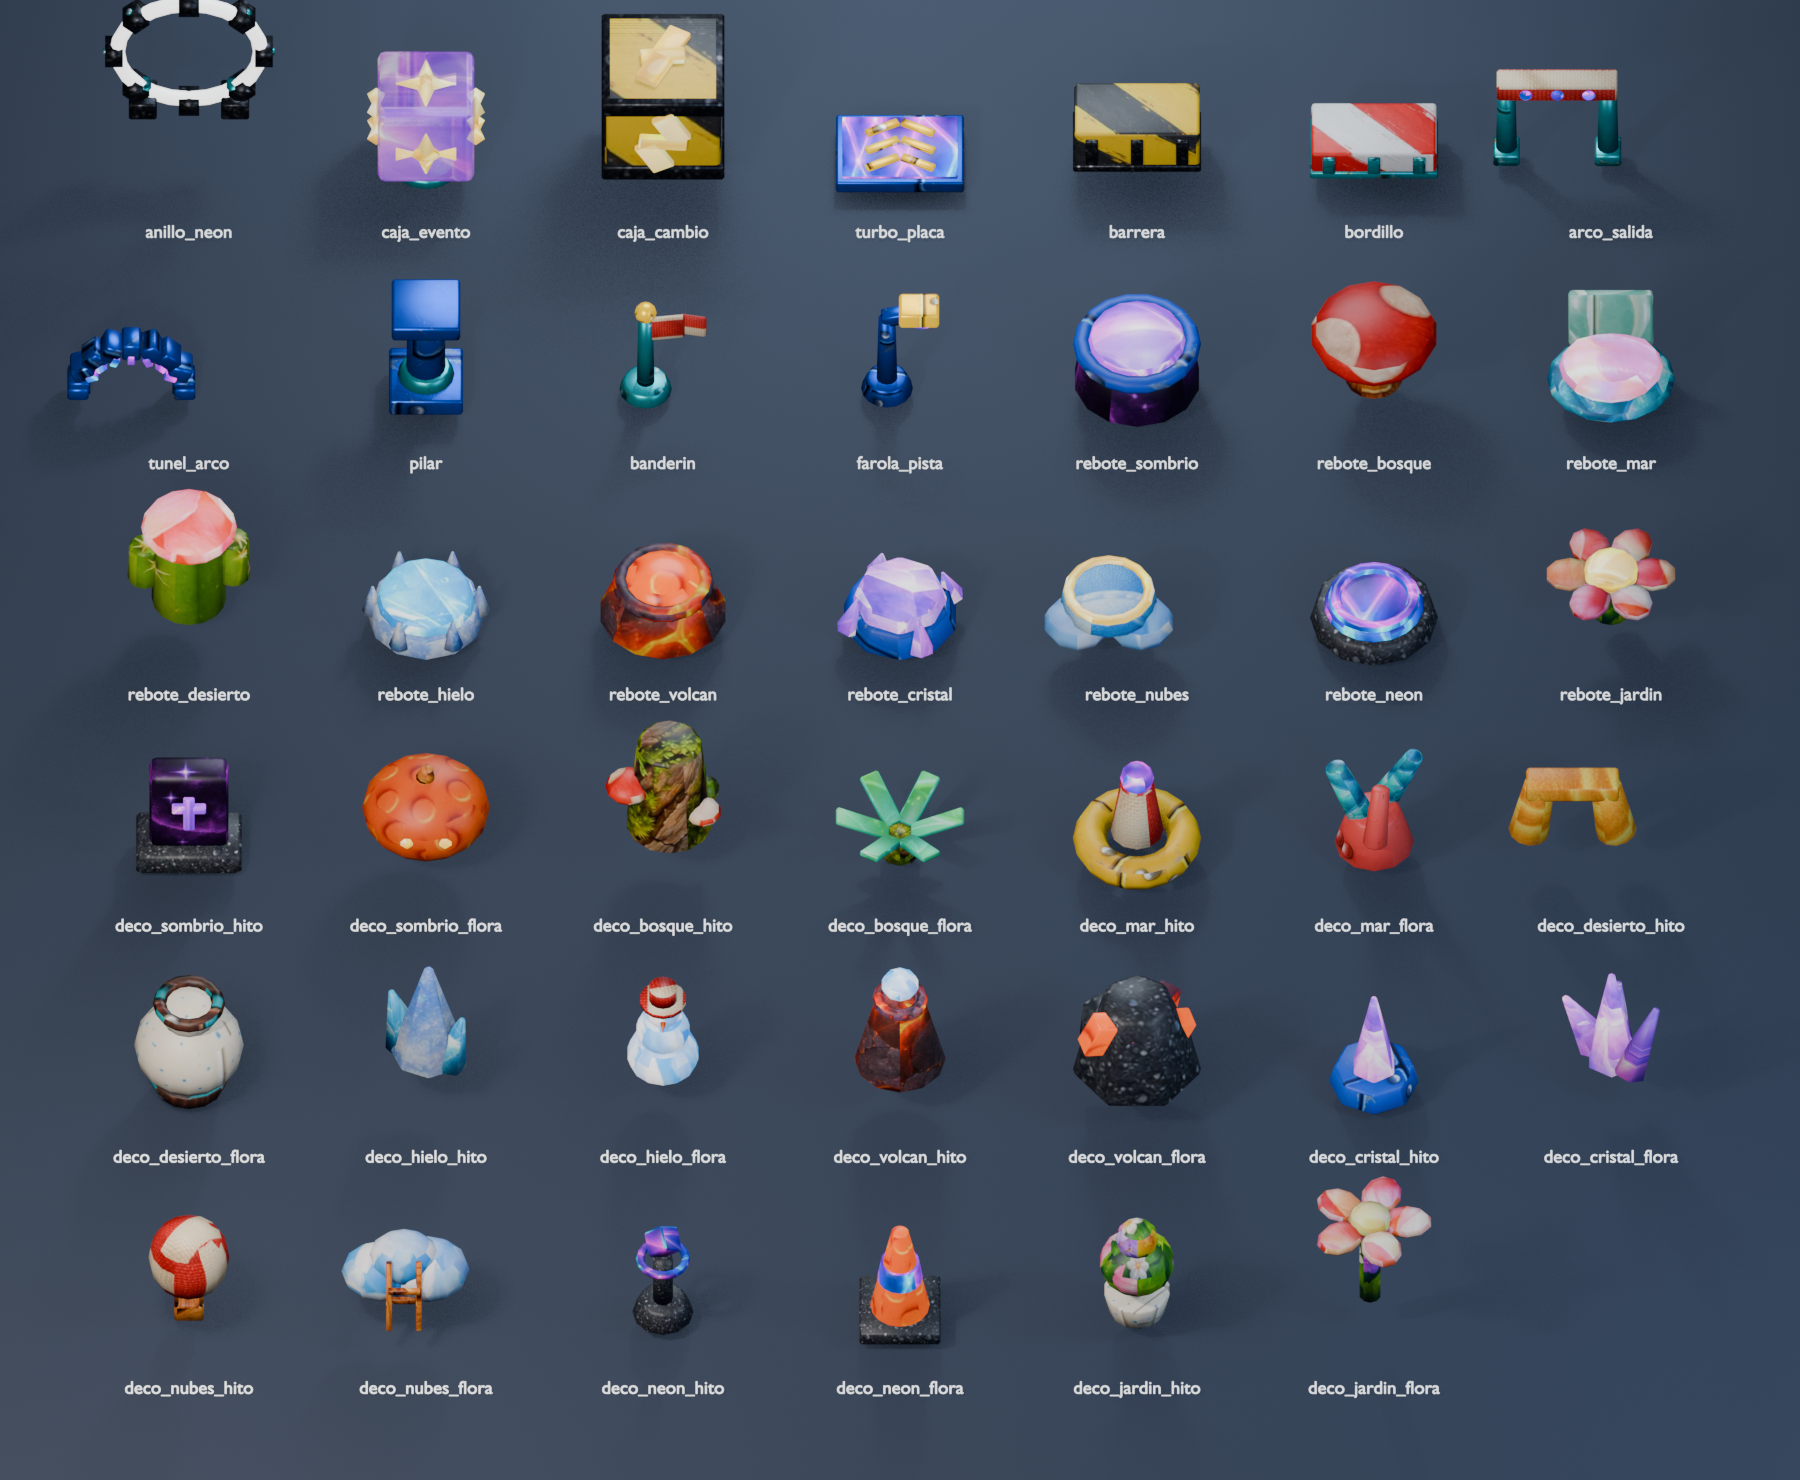 anillo_neon
caja_evento
caja_cambio
turbo_placa
barrera
bordillo
arco_salida
tunel_arco
pilar
banderin
farola_pista
rebote_sombrio
rebote_bosque
rebote_mar
rebote_desierto
rebote_hielo
rebote_volcan
rebote_cristal
rebote_nubes
rebote_neon
rebote_jardin
deco_sombrio_hito
deco_sombrio_flora
deco_bosque_hito
deco_bosque_flora
deco_mar_hito
deco_mar_flora
deco_desierto_hito
deco_desierto_flora
deco_hielo_hito
deco_hielo_flora
deco_volcan_hito
deco_volcan_flora
deco_cristal_hito
deco_cristal_flora
deco_nubes_hito
deco_nubes_flora
deco_neon_hito
deco_neon_flora
deco_jardin_hito
deco_jardin_flora